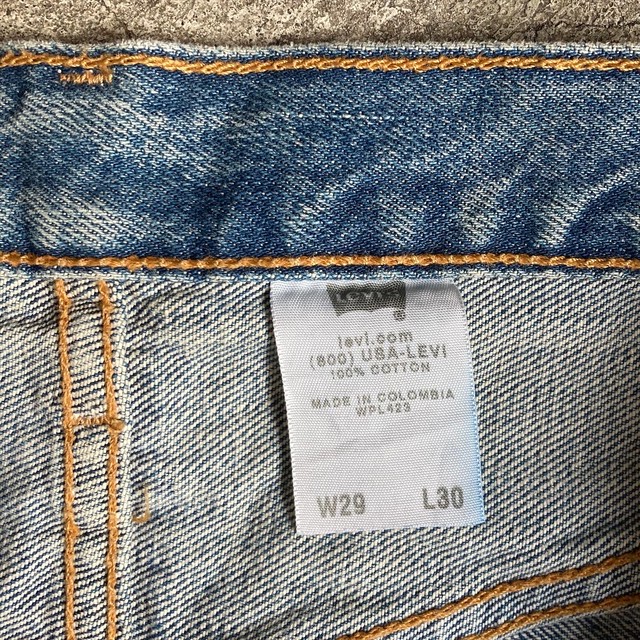 LEVI'S
®
levi.com
(800) USA-LEVI
100% COTTON
MADE IN COLOMBIA
WPL423
W29 L30